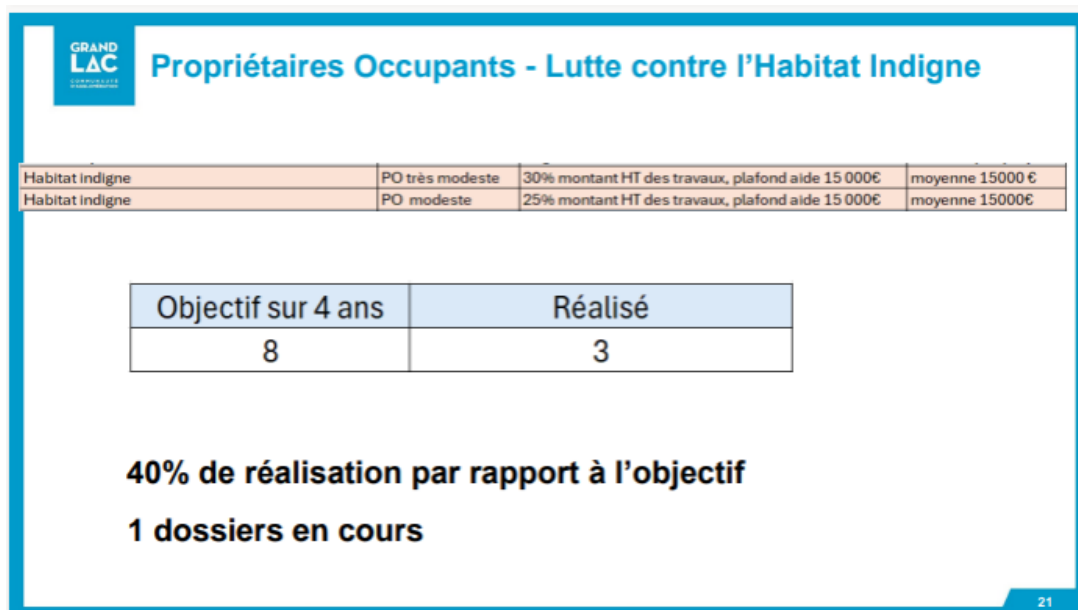 GRAND
LAC
COMMUNAUTÉ
D'AGGLOMÉRATION
Propriétaires Occupants - Lutte contre l'Habitat Indigne
Habitat indigne PO très modeste 30% montant HT des travaux, plafond aide 15 000€ moyenne 15000 €
Habitat indigne PO modeste 25% montant HT des travaux, plafond aide 15 000€ moyenne 15000€
Objectif sur 4 ans Réalisé
8 3
40% de réalisation par rapport à l'objectif
1 dossiers en cours
21